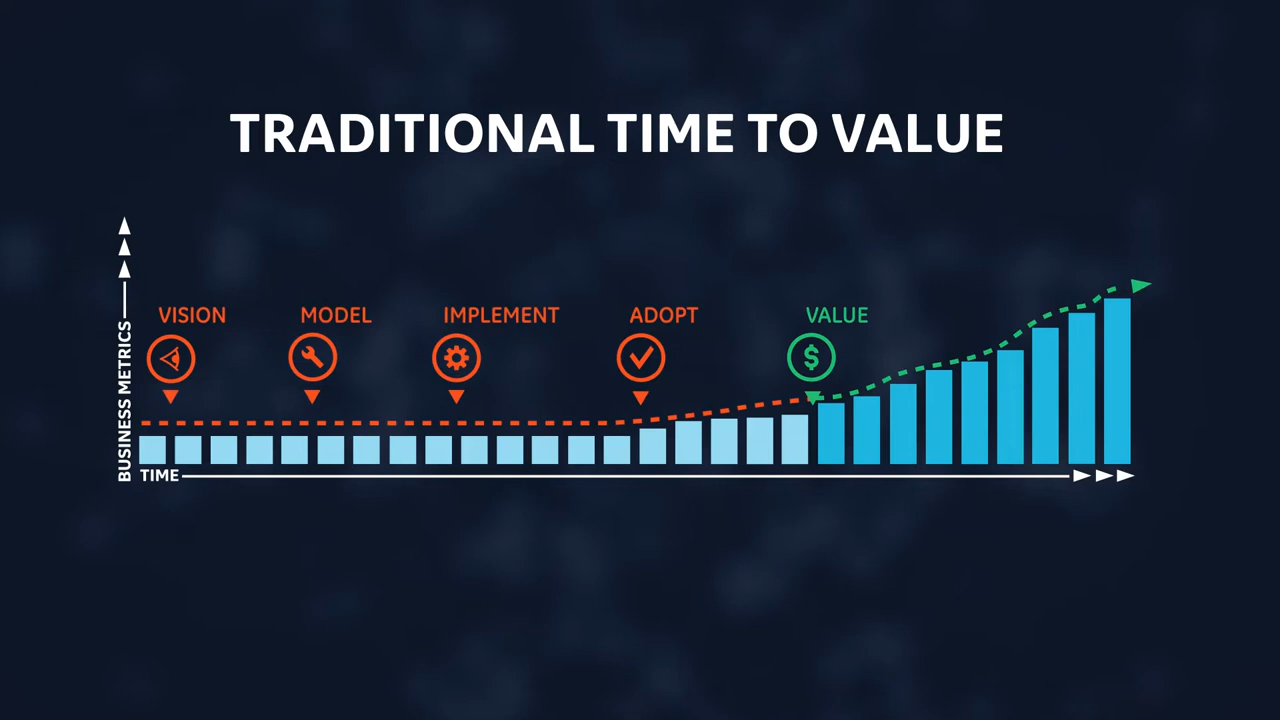 TRADITIONAL TIME TO VALUE
VISION
MODEL
IMPLEMENT
ADOPT
VALUE
$
BUSINESS METRICS
TIME